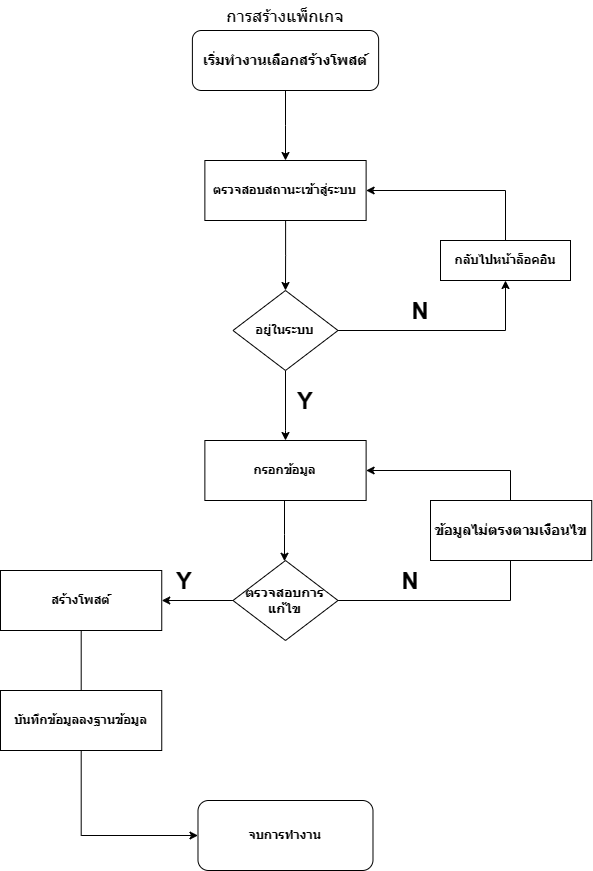 การสร้างแพ็กเกจ
เริ่มทำงานเลือกสร้างโพสต์
ตรวจสอบสถานะเข้าสู่ระบบ
กลับไปหน้าล็อคอิน
N
อยู่ในระบบ
Y
กรอกข้อมูล
ข้อมูลไม่ตรงตามเงือนไข
Y
N
ตรวจสอบการ
แก้ไข
สร้างโพสต์
บันทึกข้อมูลลงฐานข้อมูล
จบการทำงาน